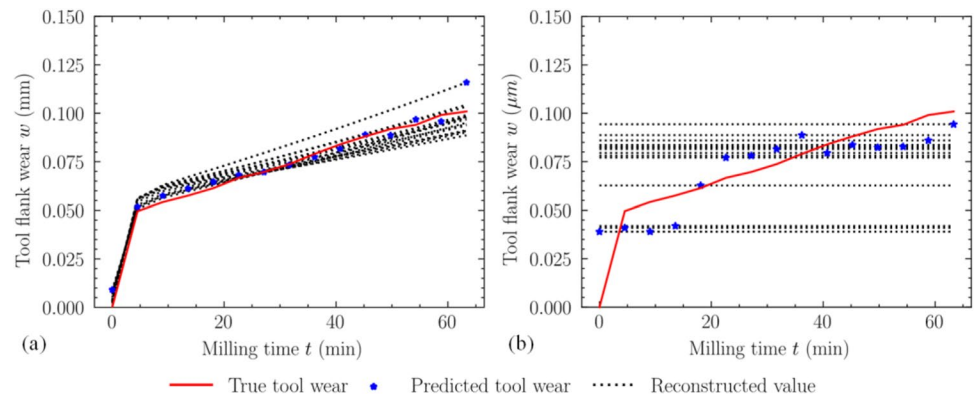 0.150
0.125
0.100
0.075
0.050
0.025
0.000
Tool flank wear w (mm)
0 20 40 60
(a) Milling time t (min)
0.150
0.125
0.100
0.075
0.050
0.025
0.000
Tool flank wear w (μm)
0 20 40 60
(b) Milling time t (min)
True tool wear Predicted tool wear Reconstructed value